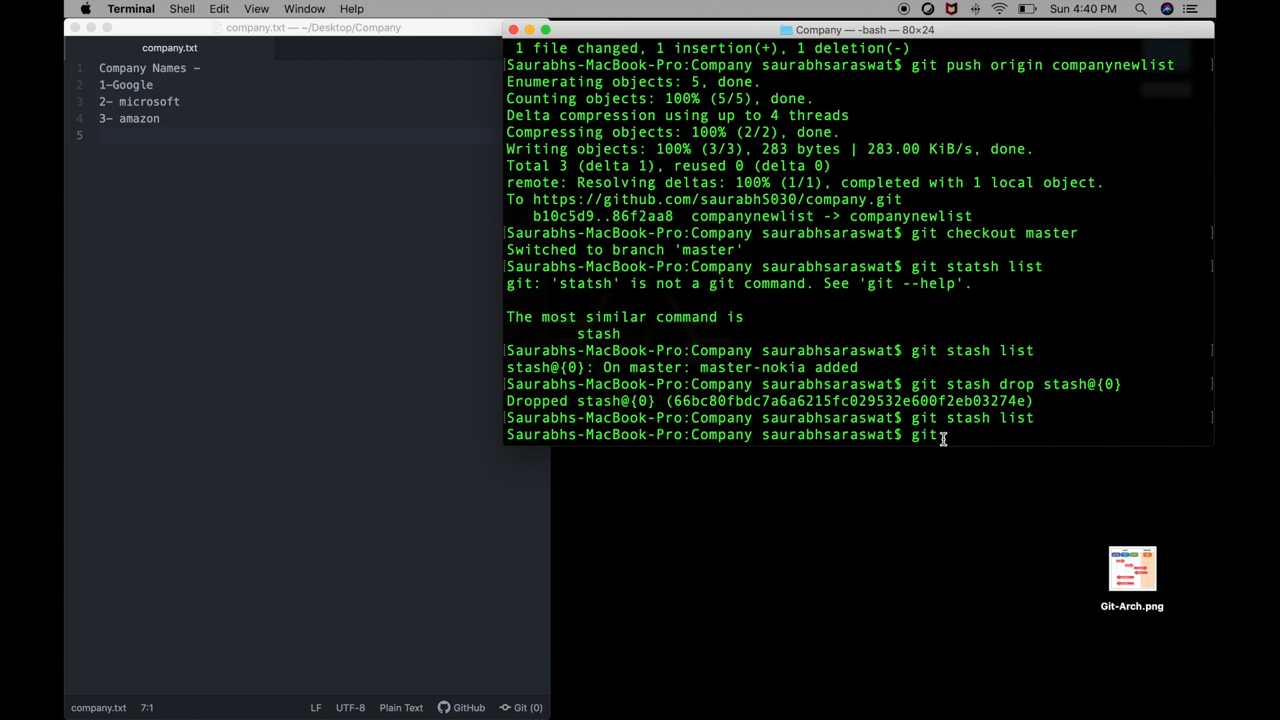 Terminal Shell Edit View Window Help
Sun 4:40 PM
company.txt — ~/Desktop/Company
company.txt
1 Company Names -
2 1-Google
3 2- microsoft
4 3- amazon
5
company.txt 7:1 LF UTF-8 Plain Text GitHub Git (0)
Company — -bash — 80×24
1 file changed, 1 insertion(+), 1 deletion(-)
[Saurabhs-MacBook-Pro:Company saurabhsaraswat$ git push origin companynewlist ]
Enumerating objects: 5, done.
Counting objects: 100% (5/5), done.
Delta compression using up to 4 threads
Compressing objects: 100% (2/2), done.
Writing objects: 100% (3/3), 283 bytes | 283.00 KiB/s, done.
Total 3 (delta 1), reused 0 (delta 0)
remote: Resolving deltas: 100% (1/1), completed with 1 local object.
To https://github.com/saurabhS030/company.git
b10c5d9..86f2aa8 companynewlist -> companynewlist
[Saurabhs-MacBook-Pro:Company saurabhsaraswat$ git checkout master ]
Switched to branch 'master'
[Saurabhs-MacBook-Pro:Company saurabhsaraswat$ git statsh list ]
git: 'statsh' is not a git command. See 'git --help'.
The most similar command is
stash
[Saurabhs-MacBook-Pro:Company saurabhsaraswat$ git stash list ]
stash@{0}: On master: master-nokia added
[Saurabhs-MacBook-Pro:Company saurabhsaraswat$ git stash drop stash@{0} ]
Dropped stash@{0} (66bc80fbdc7a6a6215fc029532e600f2eb03274e)
[Saurabhs-MacBook-Pro:Company saurabhsaraswat$ git stash list ]
Saurabhs-MacBook-Pro:Company saurabhsaraswat$ git
Git-Arch.png